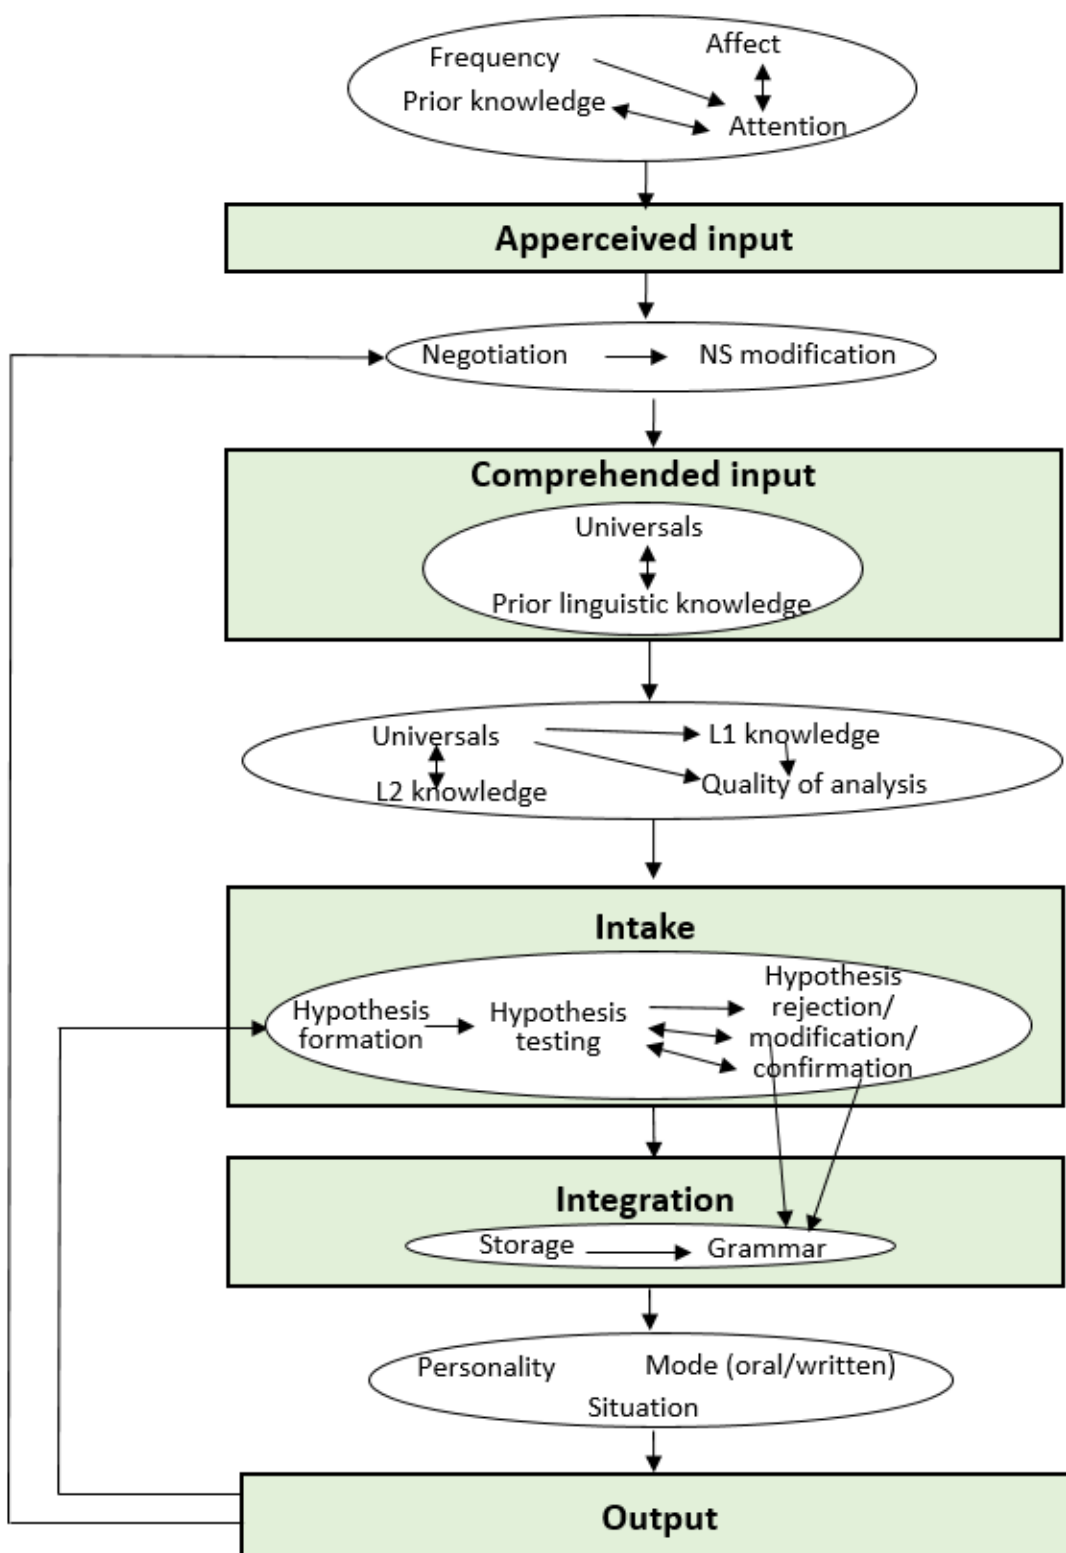 Frequency
Affect
Prior knowledge
Attention
Apperceived input
Negotiation
NS modification
Comprehended input
Universals
Prior linguistic knowledge
Universals
L1 knowledge
L2 knowledge
Quality of analysis
Intake
Hypothesis
formation
Hypothesis
testing
Hypothesis
rejection/
modification/
confirmation
Integration
Storage
Grammar
Personality
Mode (oral/written)
Situation
Output